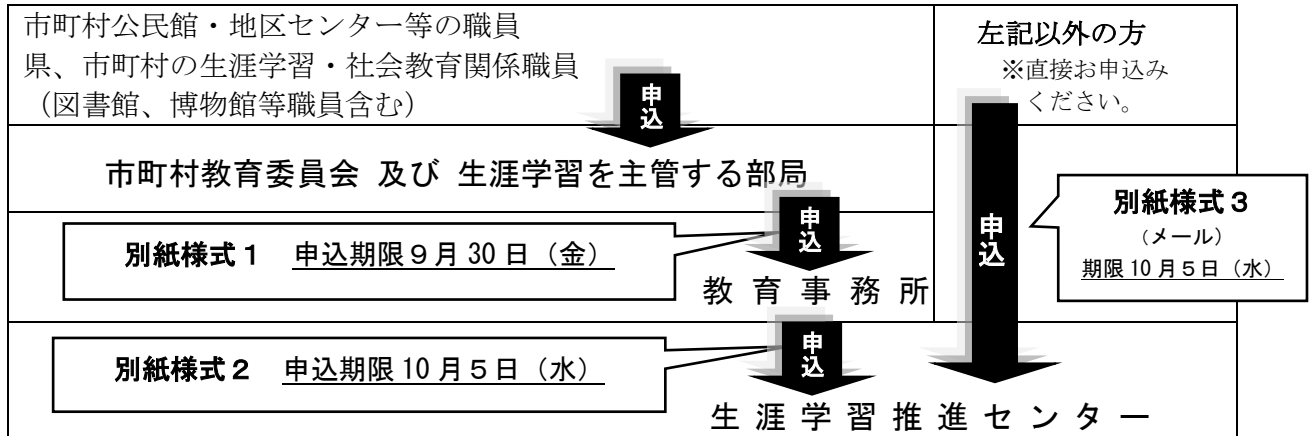 市町村公民館・地区センター等の職員
県、市町村の生涯学習・社会教育関係職員
（図書館、博物館等職員含む）
申込
左記以外の方
※直接お申込み
ください。
市町村教育委員会 及び 生涯学習を主管する部局
申込
別紙様式１ 申込期限９月 30 日（金）
教 育 事 務 所
申込
別紙様式３
（メール）
期限 10 月５日（水）
別紙様式２ 申込期限 10 月５日（水）
申込
生 涯 学 習 推 進 セ ン タ ー